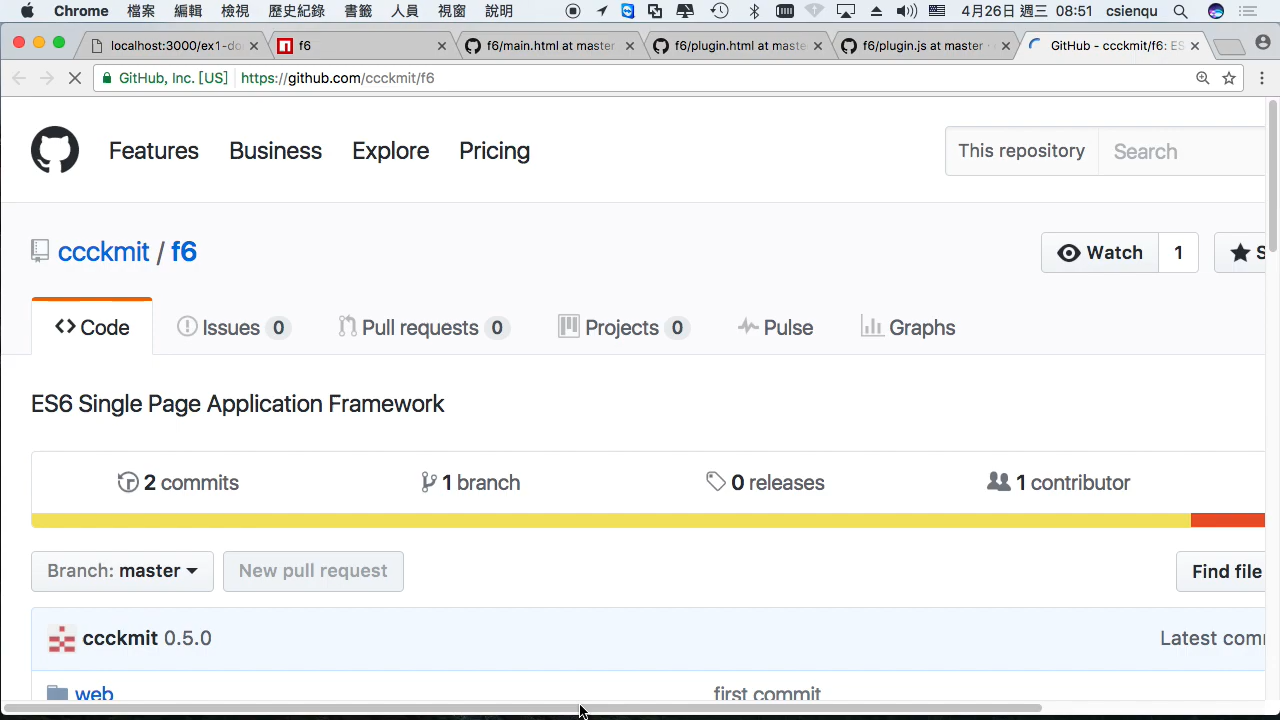 Chrome 檔案 編輯 檢視 歷史紀錄 書籤 人員 視窗 說明 4月26日 週三 08:51 csienqu
localhost:3000/ex1-do f6 f6/main.html at master f6/plugin.html at maste f6/plugin.js at master GitHub - ccckmit/f6: ES
GitHub, Inc. [US] https://github.com/ccckmit/f6
Features Business Explore Pricing This repository Search
ccckmit / f6 Watch 1 S
Code Issues 0 Pull requests 0 Projects 0 Pulse Graphs
ES6 Single Page Application Framework
2 commits 1 branch 0 releases 1 contributor
Branch: master New pull request Find file
ccckmit 0.5.0 Latest com
web first commit